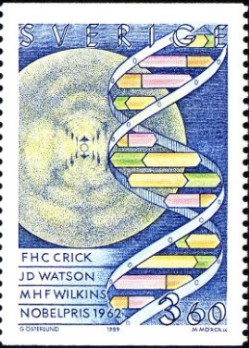 SVERIGE
FHC CRICK
JD WATSON
MHF WILKINS
NOBELPRIS 1962
3.60
1989